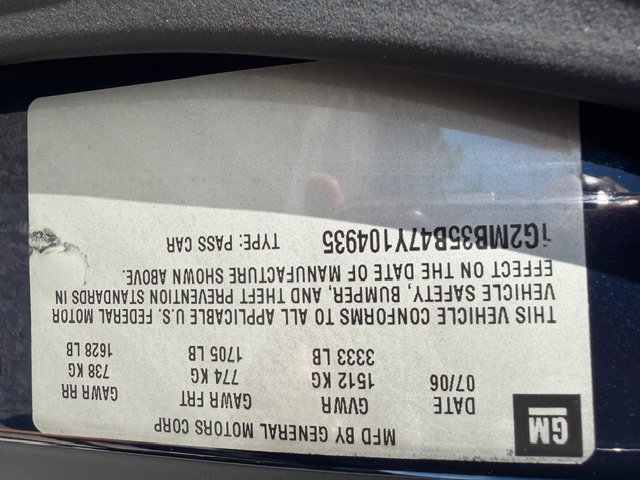 GM
MFD BY GENERAL MOTORS CORP
DATE GVWR GAWR FRT GAWR RR
07/06 1512 KG 774 KG 738 KG
3333 LB 1705 LB 1628 LB
THIS VEHICLE CONFORMS TO ALL APPLICABLE U.S. FEDERAL MOTOR
VEHICLE SAFETY, BUMPER, AND THEFT PREVENTION STANDARDS IN
EFFECT ON THE DATE OF MANUFACTURE SHOWN ABOVE.
1G2MB35B47Y104935 TYPE: PASS CAR